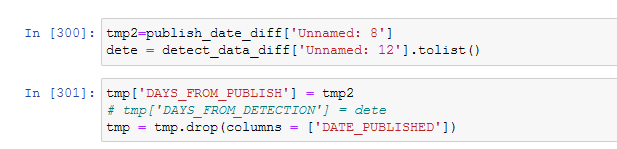 In [300]: tmp2=publish_date_diff['Unnamed: 8']
dete = detect_data_diff['Unnamed: 12'].tolist()
In [301]: tmp['DAYS_FROM_PUBLISH'] = tmp2
# tmp['DAYS_FROM_DETECTION'] = dete
tmp = tmp.drop(columns = ['DATE_PUBLISHED'])